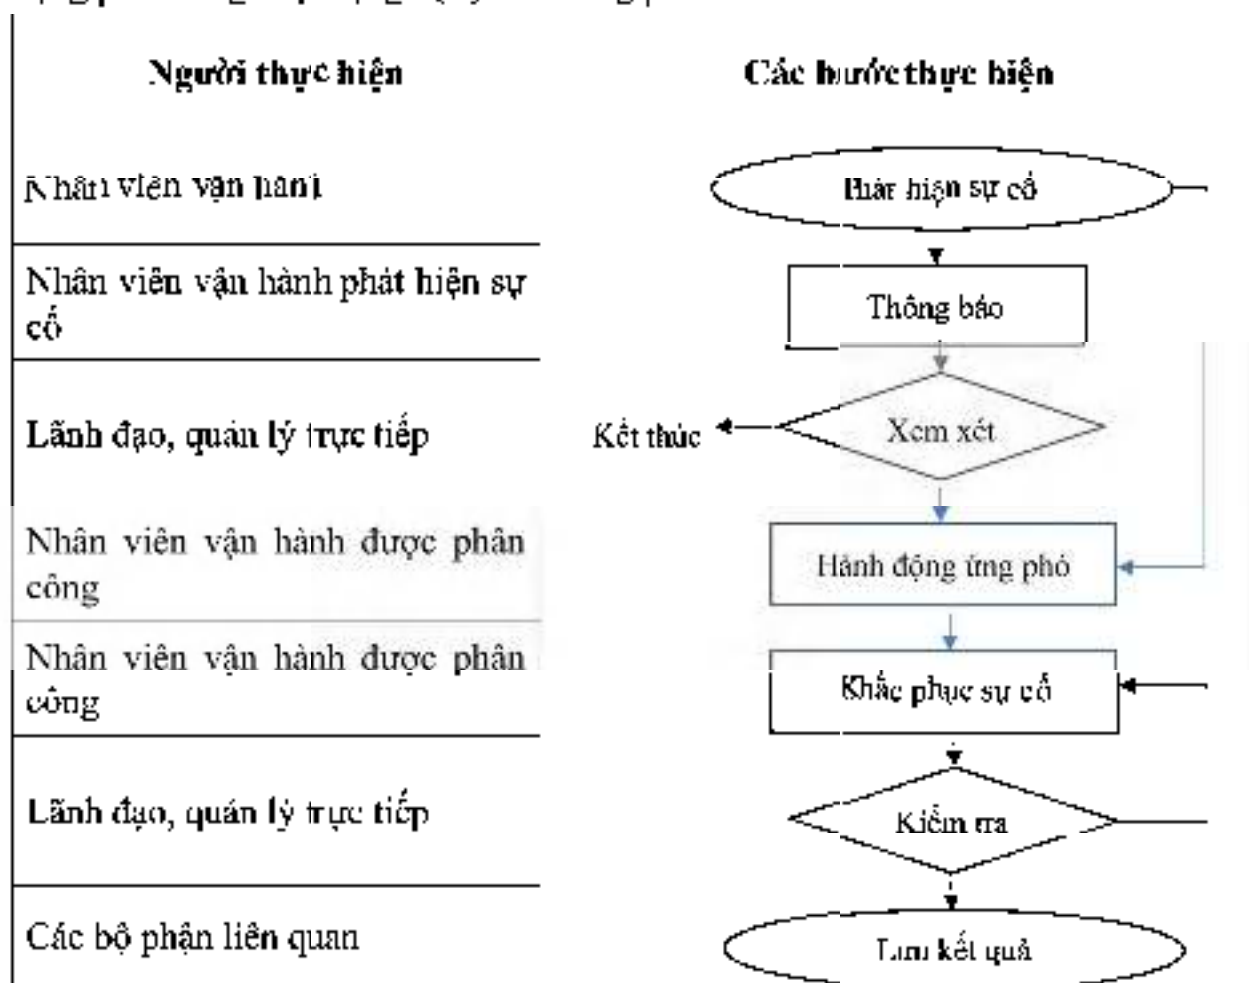 Người thực hiện
Các bước thực hiện
Nhân viên vận hành
Phát hiện sự cố
Nhân viên vận hành phát hiện sự
cố
Thông báo
Lãnh đạo, quản lý trực tiếp
Kết thúc
Xem xét
Nhân viên vận hành được phân
công
Hành động ứng phó
Nhân viên vận hành được phân
công
Khắc phục sự cố
Lãnh đạo, quản lý trực tiếp
Kiểm tra
Các bộ phận liên quan
Lưu kết quả